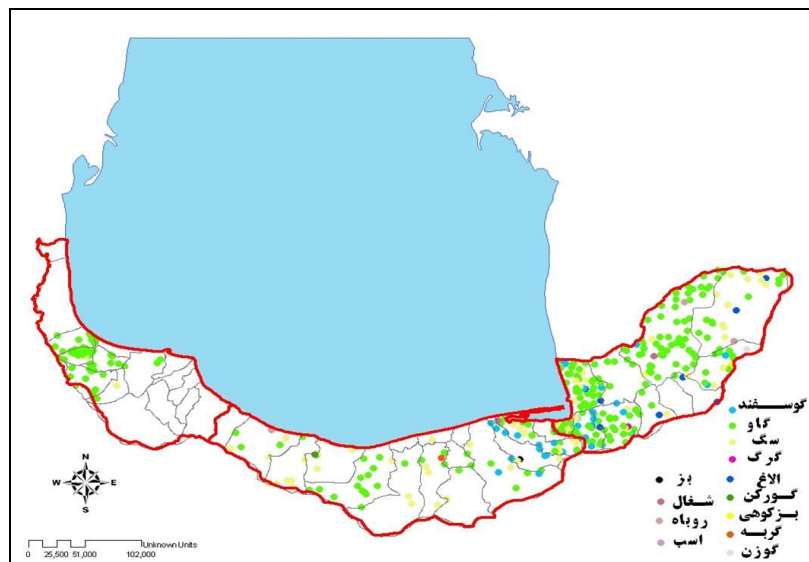 گوسفند
گاو
سگ
گرگ
الاغ
گورکن
بزکوهی
گربه
گوزن
بز
شغال
روباه
اسب
N
W E
S
0 25,500 51,000 102,000
Unknown Units